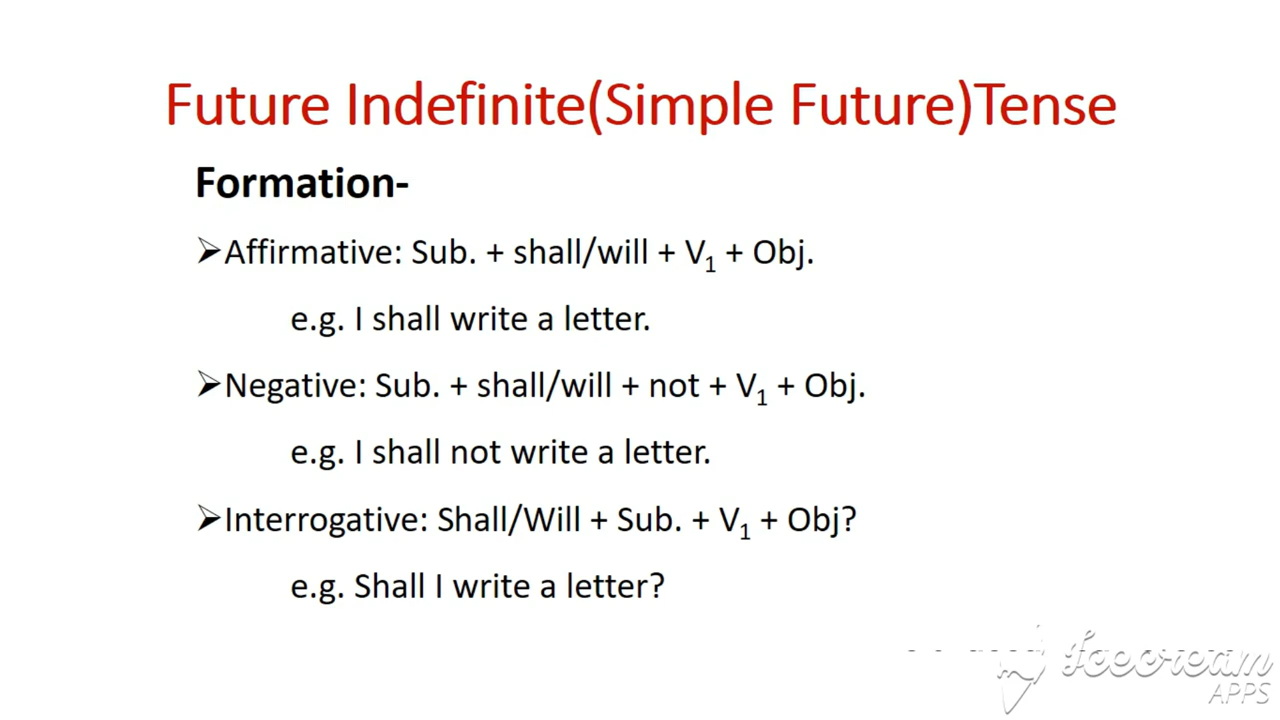 Future Indefinite(Simple Future)Tense
Formation-
➢Affirmative: Sub. + shall/will + V₁ + Obj.
e.g. I shall write a letter.
➢Negative: Sub. + shall/will + not + V₁ + Obj.
e.g. I shall not write a letter.
➢Interrogative: Shall/Will + Sub. + V₁ + Obj?
e.g. Shall I write a letter?
Icecream
APPS